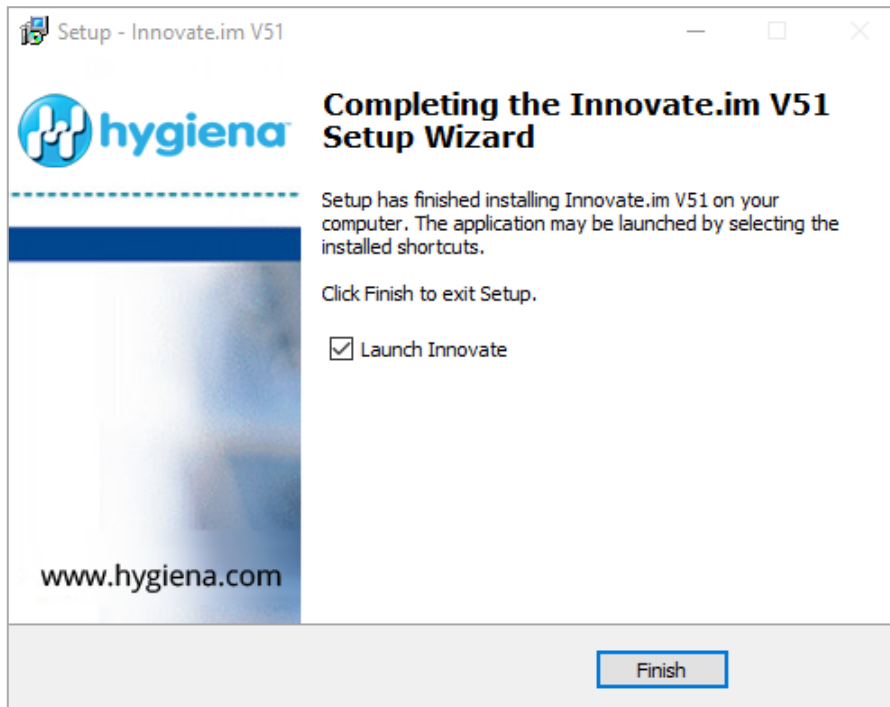 Setup - Innovate.im V51
hygiena™
Completing the Innovate.im V51
Setup Wizard
Setup has finished installing Innovate.im V51 on your
computer. The application may be launched by selecting the
installed shortcuts.
Click Finish to exit Setup.
Launch Innovate
www.hygiena.com
Finish